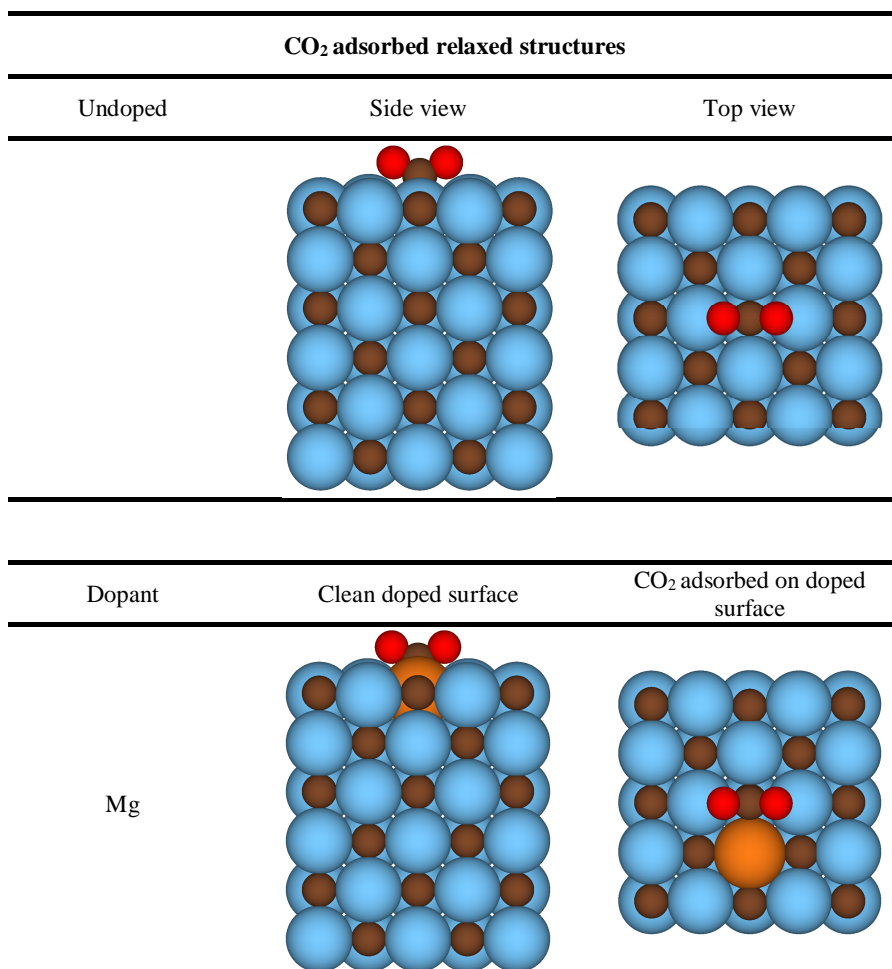 CO₂ adsorbed relaxed structures
Undoped Side view Top view
Dopant Clean doped surface CO₂ adsorbed on doped
surface
Mg